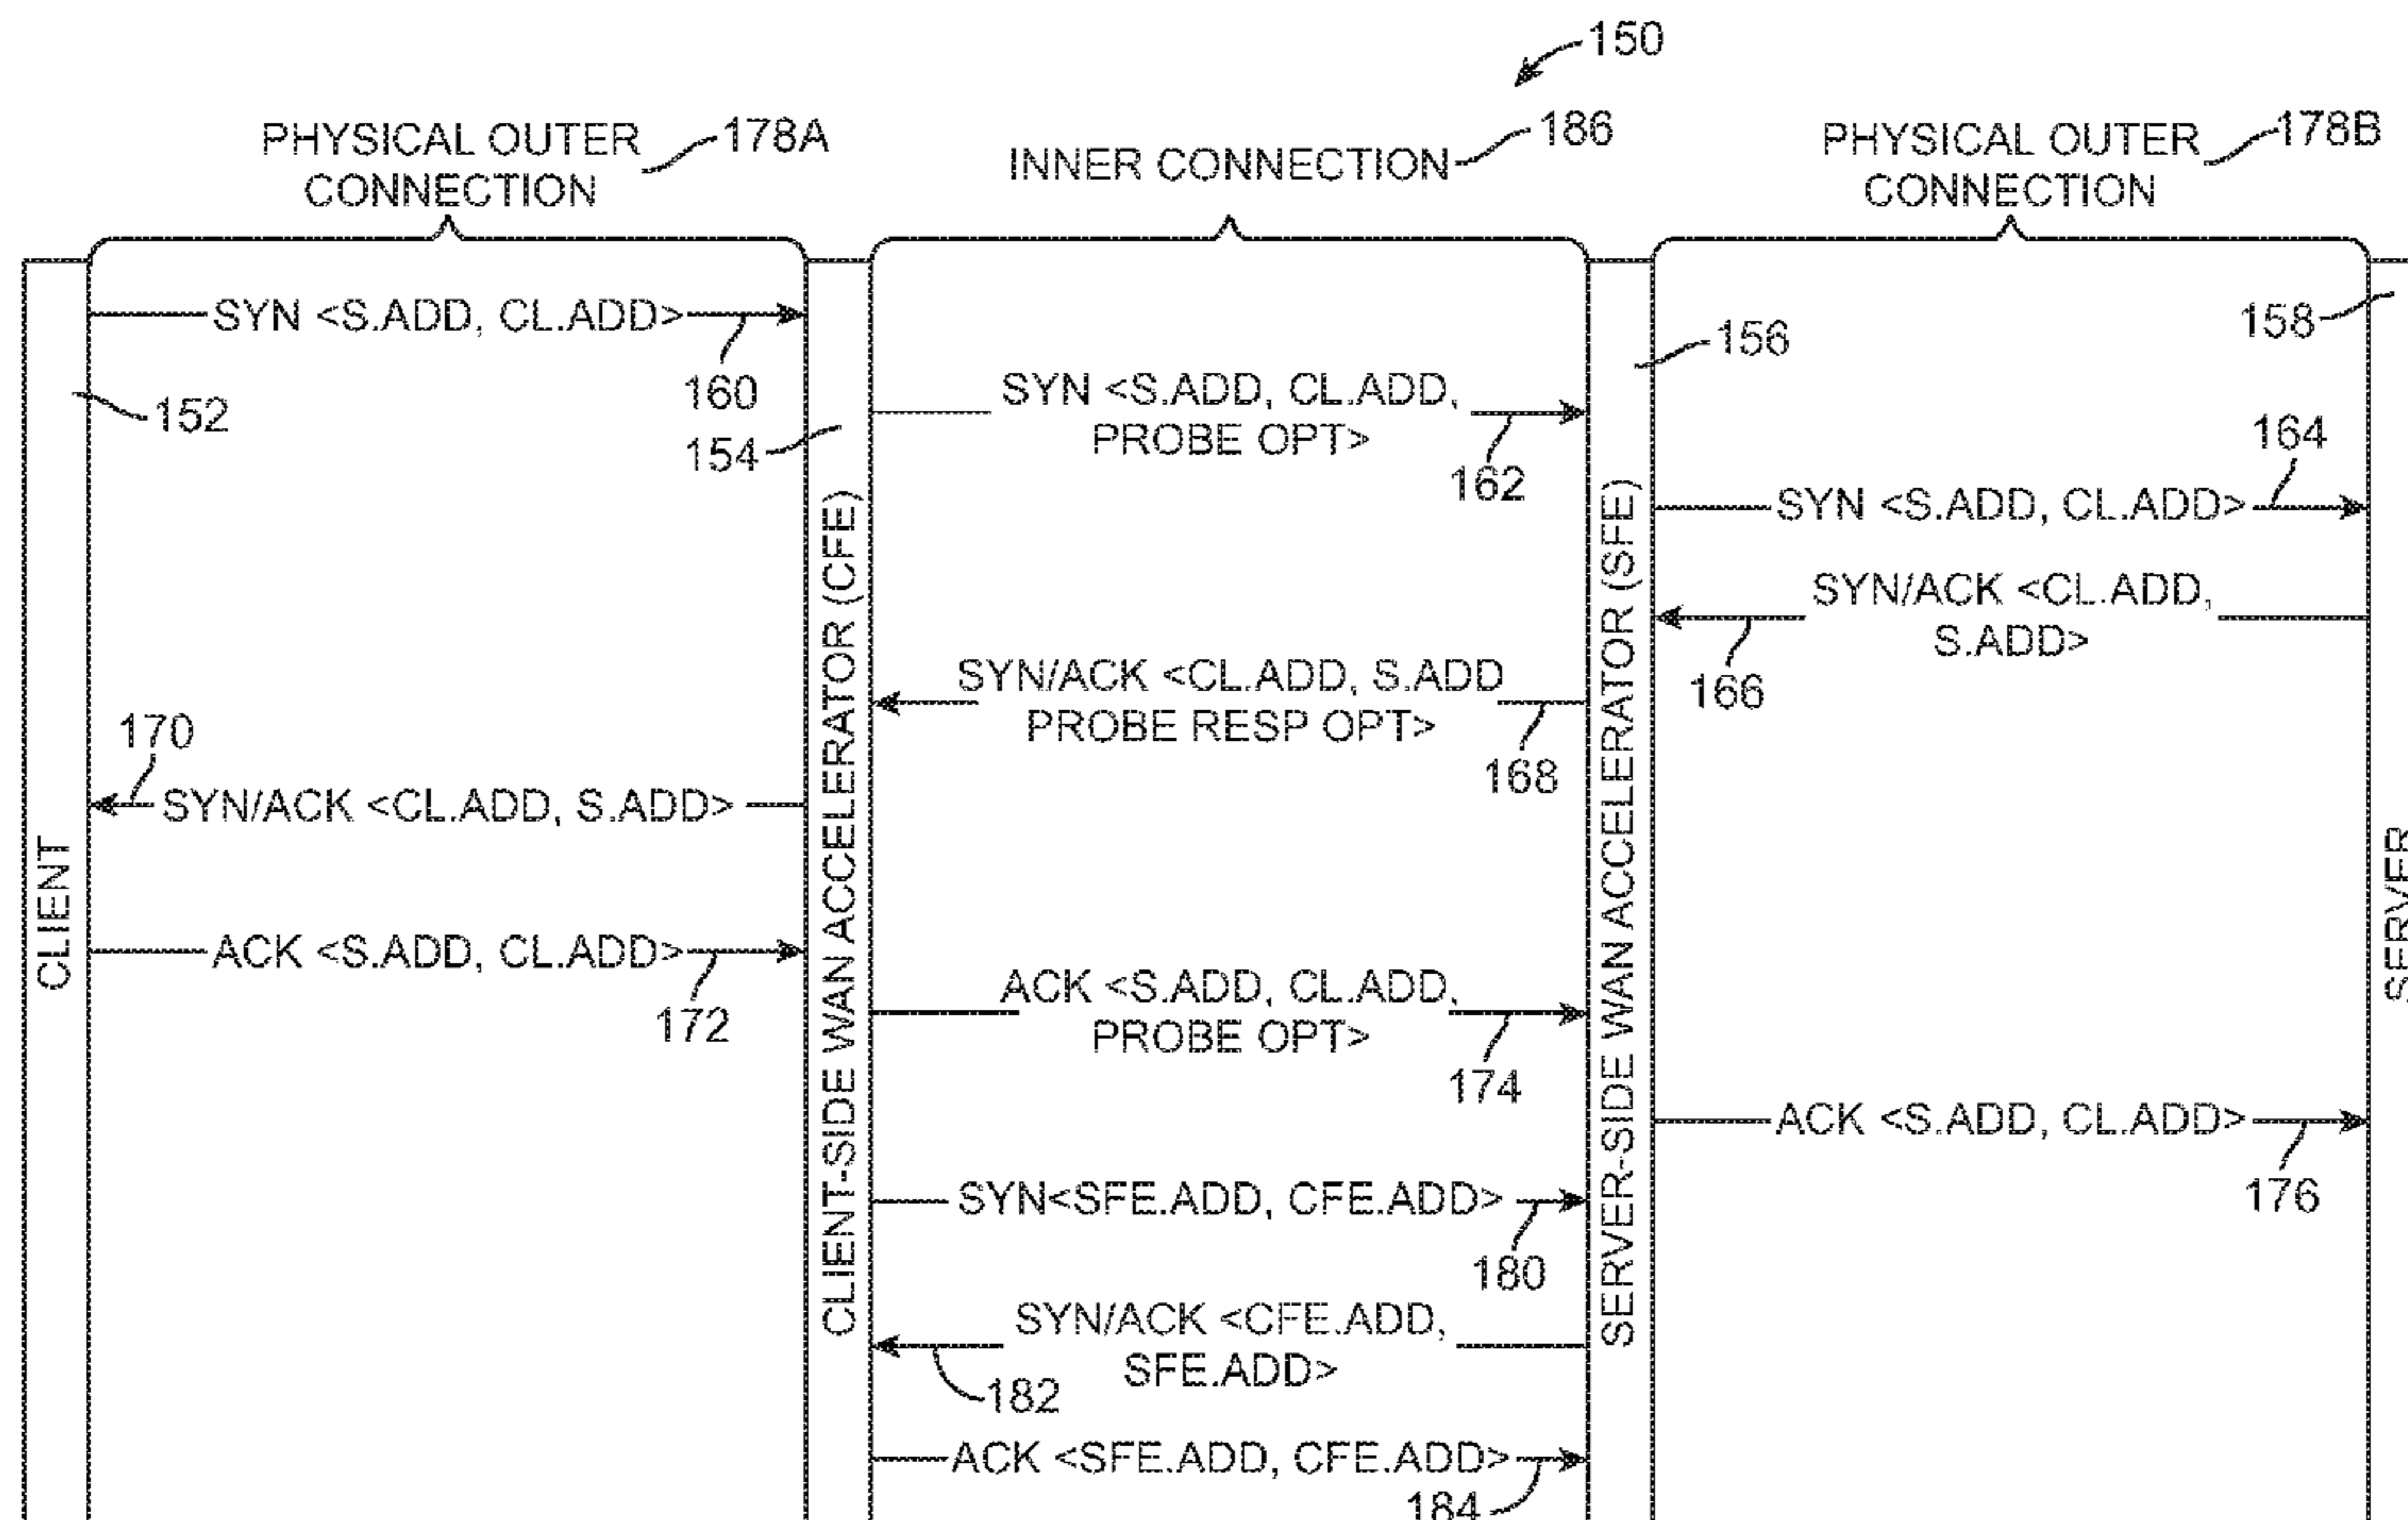 150
PHYSICAL OUTER
CONNECTION
178A
INNER CONNECTION
186
PHYSICAL OUTER
CONNECTION
178B
SYN <S.ADD, CL.ADD>
160
152
154
SYN <S.ADD, CL.ADD,
PROBE OPT>
162
156
158
164
SYN <S.ADD, CL.ADD>
SYN/ACK <CL.ADD,
S.ADD>
166
SYN/ACK <CL.ADD, S.ADD
PROBE RESP OPT>
168
170
SYN/ACK <CL.ADD, S.ADD>
ACK <S.ADD, CL.ADD>
172
ACK <S.ADD, CL.ADD,
PROBE OPT>
174
ACK <S.ADD, CL.ADD>
176
SYN<SFE.ADD, CFE.ADD>
180
SYN/ACK <CFE.ADD,
SFE.ADD>
182
ACK <SFE.ADD, CFE.ADD>
184
CLIENT
CLIENT-SIDE WAN ACCELERATOR (CFE)
SERVER-SIDE WAN ACCELERATOR (SFE)
SERVER